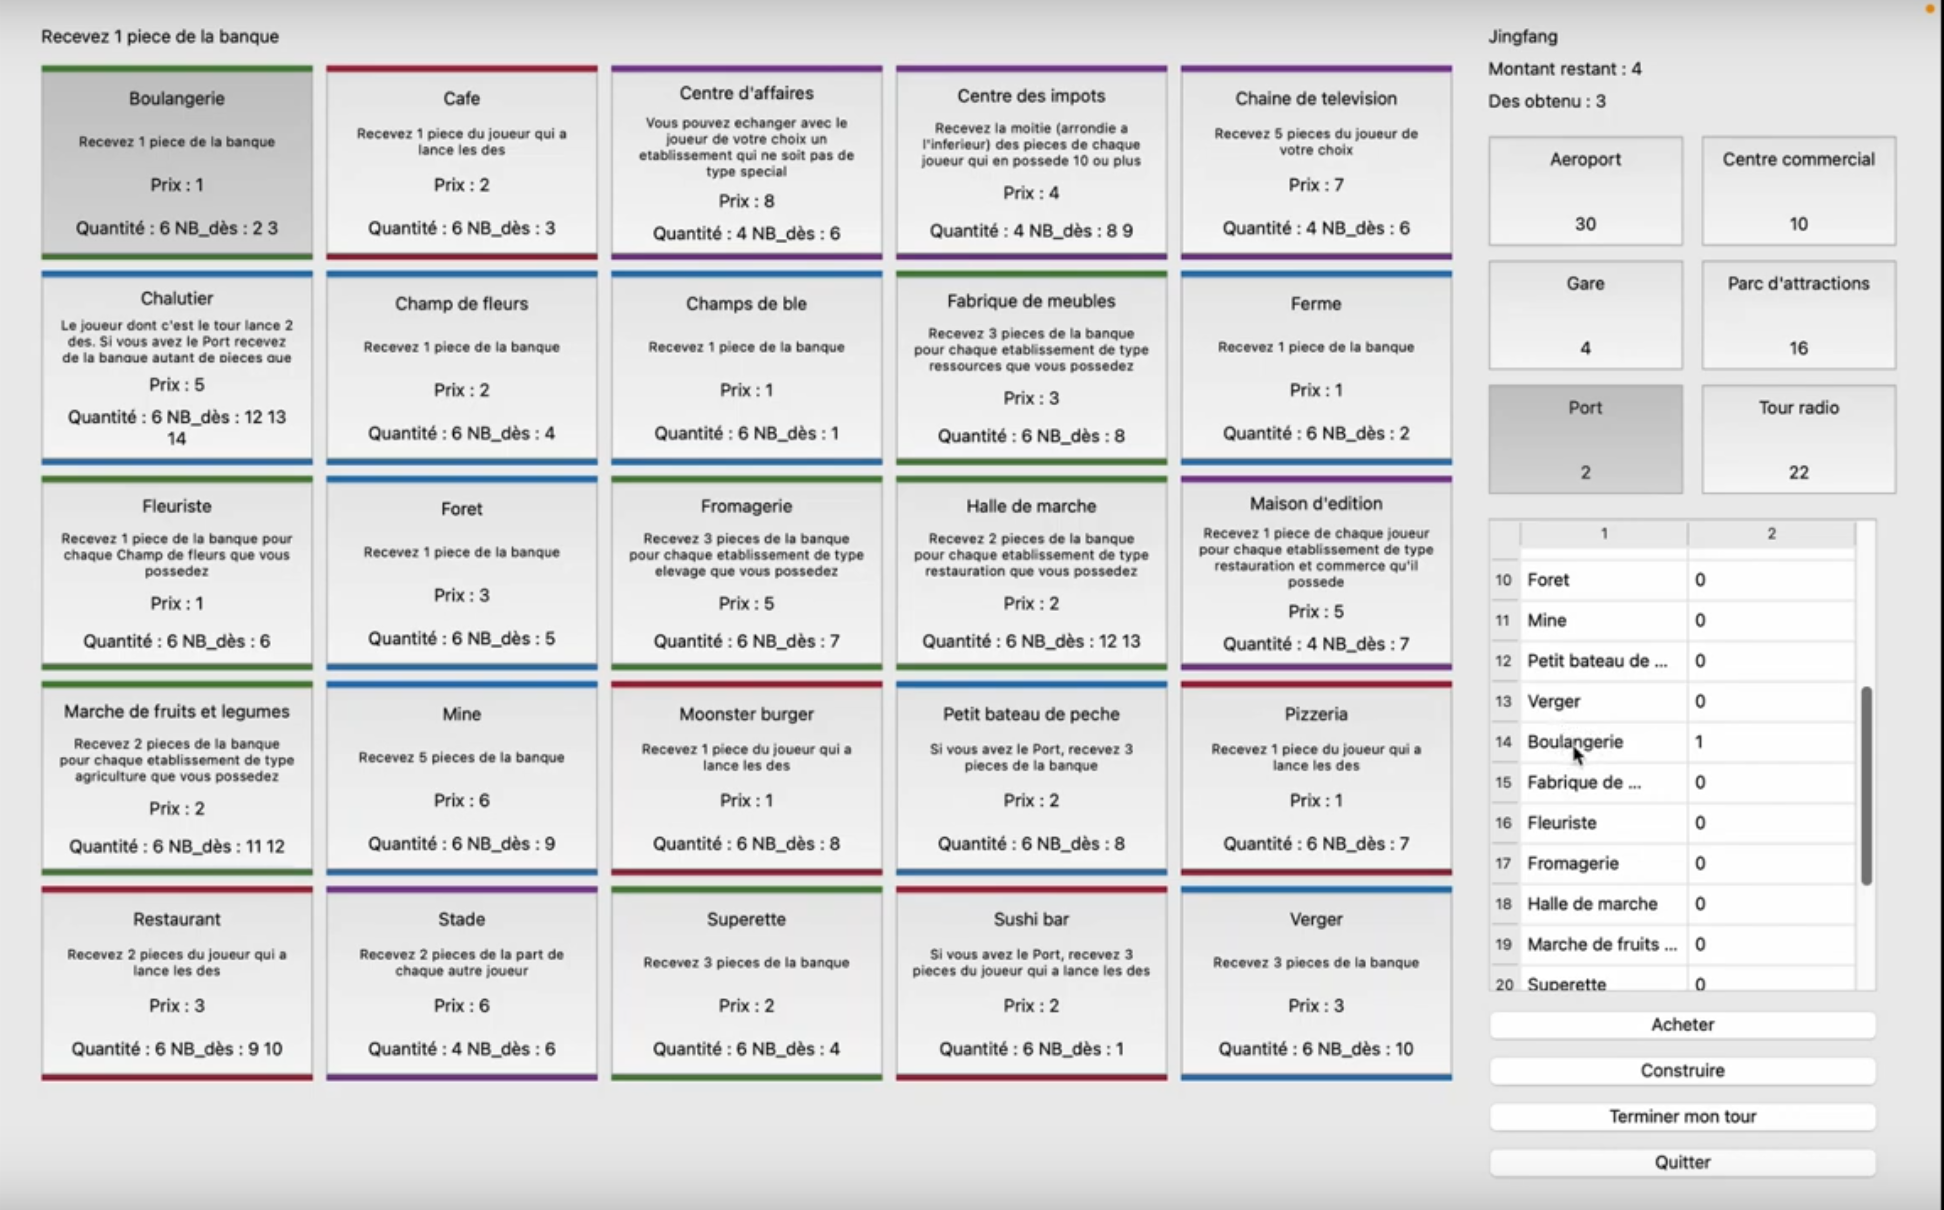 Recevez 1 piece de la banque
Boulangerie
Recevez 1 piece de la banque
Prix : 1
Quantité : 6 NB_dès : 2 3
Cafe
Recevez 1 piece du joueur qui a
lance les des
Prix : 2
Quantité : 6 NB_dès : 3
Centre d'affaires
Vous pouvez echanger avec le
joueur de votre choix un
etablissement qui ne soit pas de
type special
Prix : 8
Quantité : 4 NB_dès : 6
Centre des impots
Recevez la moitie (arrondie a
l'inferieur) des pieces de chaque
joueur qui en possede 10 ou plus
Prix : 4
Quantité : 4 NB_dès : 8 9
Chaine de television
Recevez 5 pieces du joueur de
votre choix
Prix : 7
Quantité : 4 NB_dès : 6
Chalutier
Le joueur dont c'est le tour lance 2
des. Si vous avez le Port recevez
de la banque autant de pieces que
Prix : 5
Quantité : 6 NB_dès : 12 13
14
Champ de fleurs
Recevez 1 piece de la banque
Prix : 2
Quantité : 6 NB_dès : 4
Champs de ble
Recevez 1 piece de la banque
Prix : 1
Quantité : 6 NB_dès : 1
Fabrique de meubles
Recevez 3 pieces de la banque
pour chaque etablissement de type
ressources que vous possedez
Prix : 3
Quantité : 6 NB_dès : 8
Ferme
Recevez 1 piece de la banque
Prix : 1
Quantité : 6 NB_dès : 2
Fleuriste
Recevez 1 piece de la banque pour
chaque Champ de fleurs que vous
possedez
Prix : 1
Quantité : 6 NB_dès : 6
Foret
Recevez 1 piece de la banque
Prix : 3
Quantité : 6 NB_dès : 5
Fromagerie
Recevez 3 pieces de la banque
pour chaque etablissement de type
elevage que vous possedez
Prix : 5
Quantité : 6 NB_dès : 7
Halle de marche
Recevez 2 pieces de la banque
pour chaque etablissement de type
restauration que vous possedez
Prix : 2
Quantité : 6 NB_dès : 12 13
Maison d'edition
Recevez 1 piece de chaque joueur
pour chaque etablissement de type
restauration et commerce qu'il
possede
Prix : 5
Quantité : 4 NB_dès : 7
Marche de fruits et legumes
Recevez 2 pieces de la banque
pour chaque etablissement de type
agriculture que vous possedez
Prix : 2
Quantité : 6 NB_dès : 11 12
Mine
Recevez 5 pieces de la banque
Prix : 6
Quantité : 6 NB_dès : 9
Moonster burger
Recevez 1 piece du joueur qui a
lance les des
Prix : 1
Quantité : 6 NB_dès : 8
Petit bateau de peche
Si vous avez le Port, recevez 3
pieces de la banque
Prix : 2
Quantité : 6 NB_dès : 8
Pizzeria
Recevez 1 piece du joueur qui a
lance les des
Prix : 1
Quantité : 6 NB_dès : 7
Restaurant
Recevez 2 pieces du joueur qui a
lance les des
Prix : 3
Quantité : 6 NB_dès : 9 10
Stade
Recevez 2 pieces de la part de
chaque autre joueur
Prix : 6
Quantité : 4 NB_dès : 6
Superette
Recevez 3 pieces de la banque
Prix : 2
Quantité : 6 NB_dès : 4
Sushi bar
Si vous avez le Port, recevez 3
pieces du joueur qui a lance les des
Prix : 2
Quantité : 6 NB_dès : 1
Verger
Recevez 3 pieces de la banque
Prix : 3
Quantité : 6 NB_dès : 10
Jingfang
Montant restant : 4
Des obtenu : 3
Aeroport
30
Centre commercial
10
Gare
4
Parc d'attractions
16
Port
2
Tour radio
22
1 2
10 Foret 0
11 Mine 0
12 Petit bateau de ... 0
13 Verger 0
14 Boulangerie 1
15 Fabrique de ... 0
16 Fleuriste 0
17 Fromagerie 0
18 Halle de marche 0
19 Marche de fruits ... 0
20 Superette 0
Acheter
Construire
Terminer mon tour
Quitter